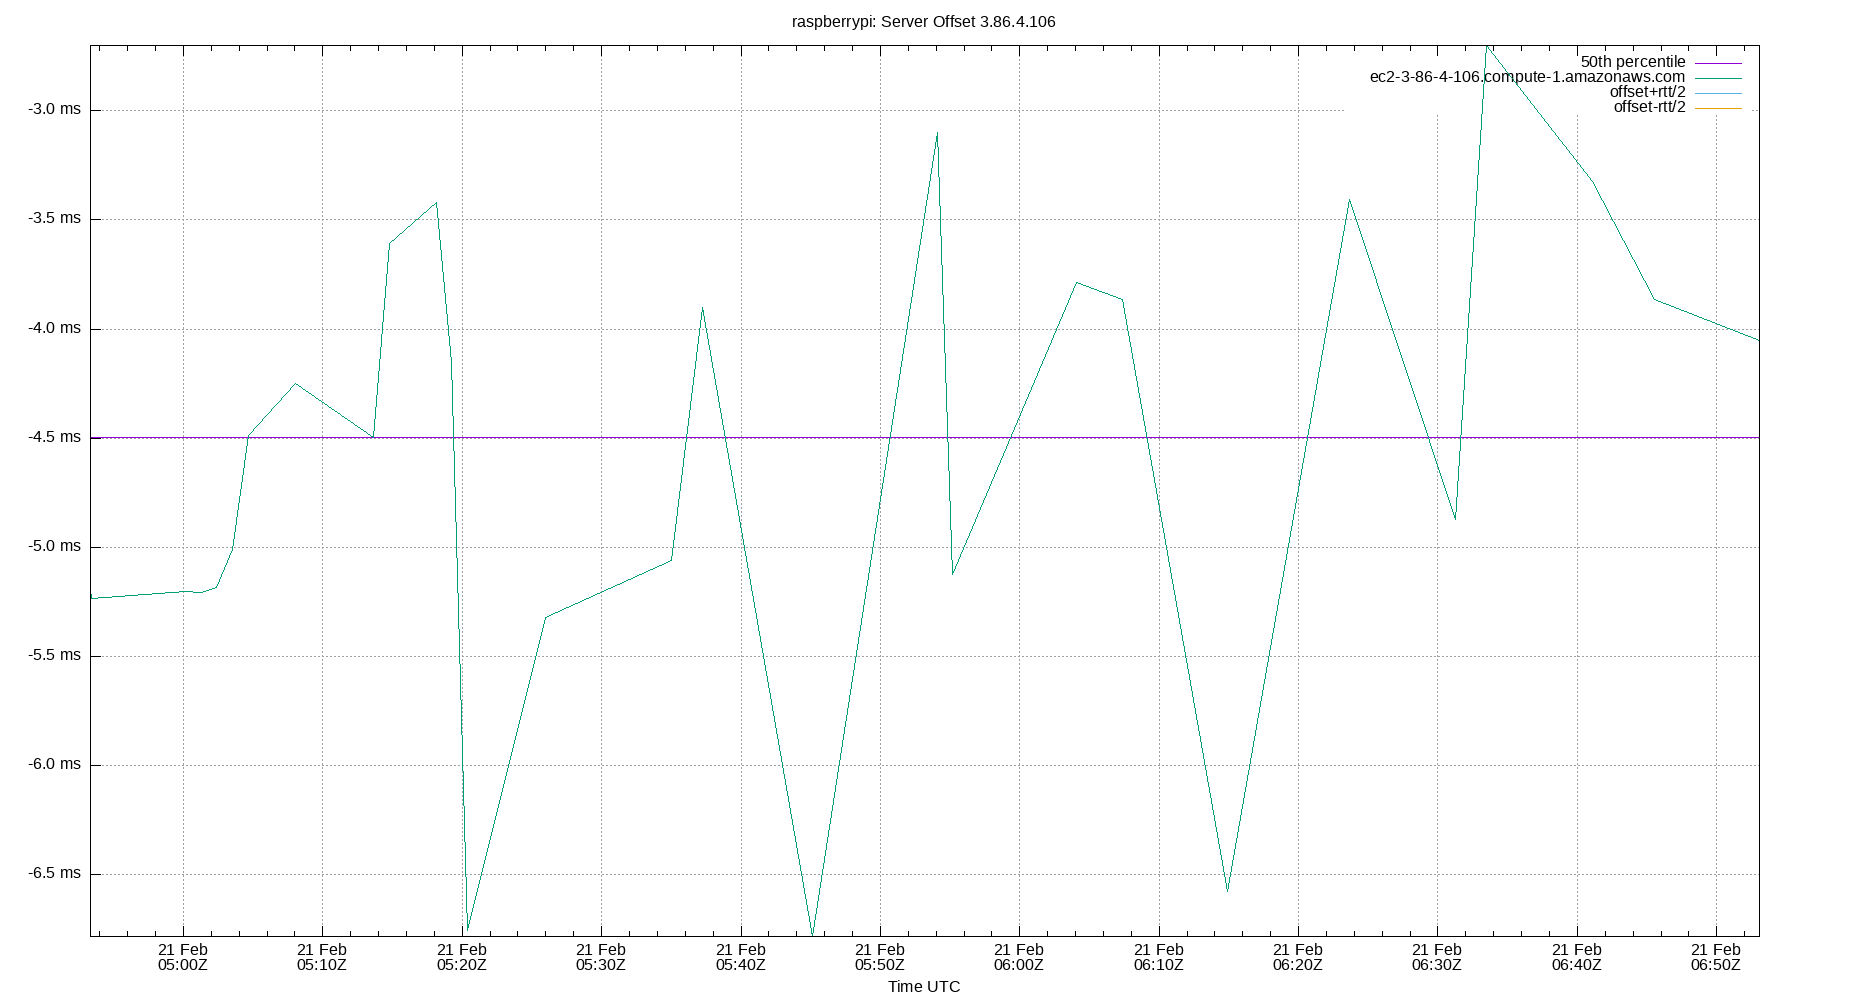 raspberrypi: Server Offset 3.86.4.106
50th percentile
ec2-3-86-4-106.compute-1.amazonaws.com
offset+rtt/2
offset-rtt/2
-3.0 ms
-3.5 ms
-4.0 ms
-4.5 ms
-5.0 ms
-5.5 ms
-6.0 ms
-6.5 ms
21 Feb 21 Feb 21 Feb 21 Feb 21 Feb 21 Feb 21 Feb 21 Feb 21 Feb 21 Feb 21 Feb 21 Feb
05:00Z 05:10Z 05:20Z 05:30Z 05:40Z 05:50Z 06:00Z 06:10Z 06:20Z 06:30Z 06:40Z 06:50Z
Time UTC